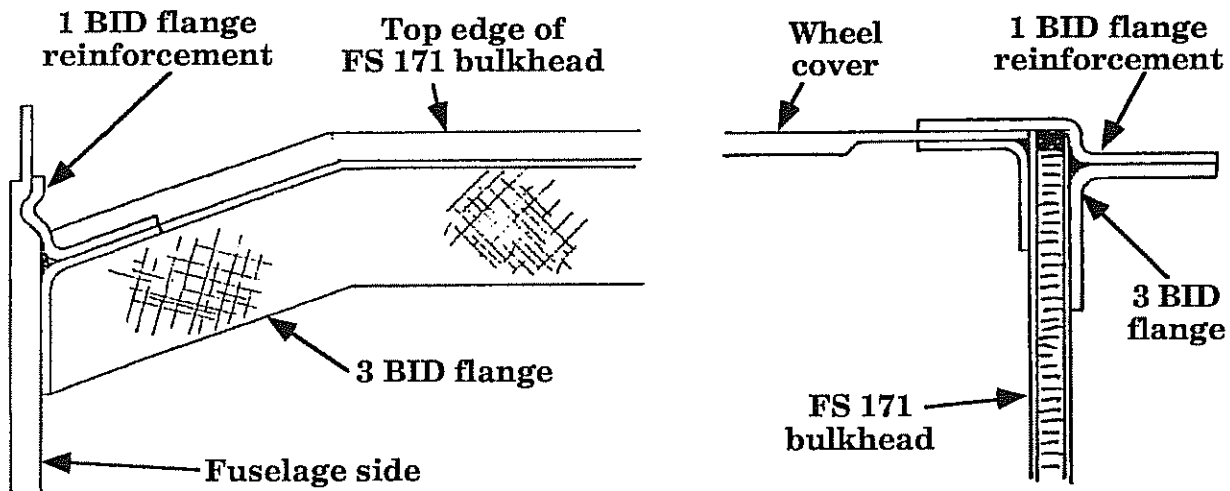 1 BID flange
reinforcement
Top edge of
FS 171 bulkhead
Wheel
cover
1 BID flange
reinforcement
3 BID flange
3 BID
flange
FS 171
bulkhead
Fuselage side